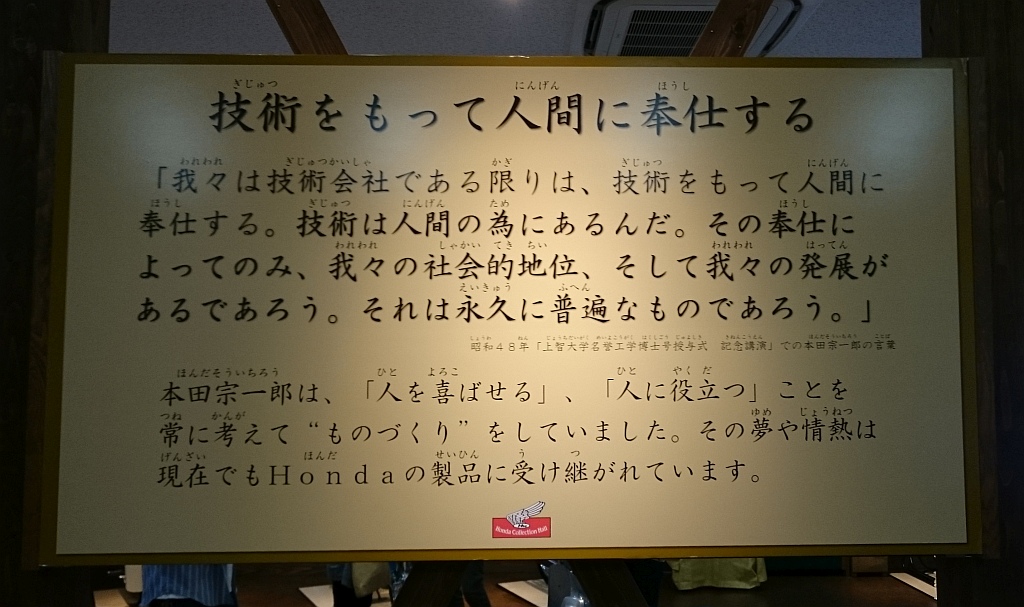 技術をもって人間に奉仕する
「我々は技術会社である限りは、技術をもって人間に
奉仕する。技術は人間の為にあるんだ。その奉仕に
よってのみ、我々の社会的地位、そして我々の発展が
あるであろう。それは永久に普遍なものであろう。」
昭和48年「上智大学名誉工学博士号授与式 記念講演」での本田宗一郎の言葉
本田宗一郎は、「人を喜ばせる」、「人に役立つ」ことを
常に考えて“ものづくり”をしていました。その夢や情熱は
現在でもHondaの製品に受け継がれています。
Honda Collection Hall